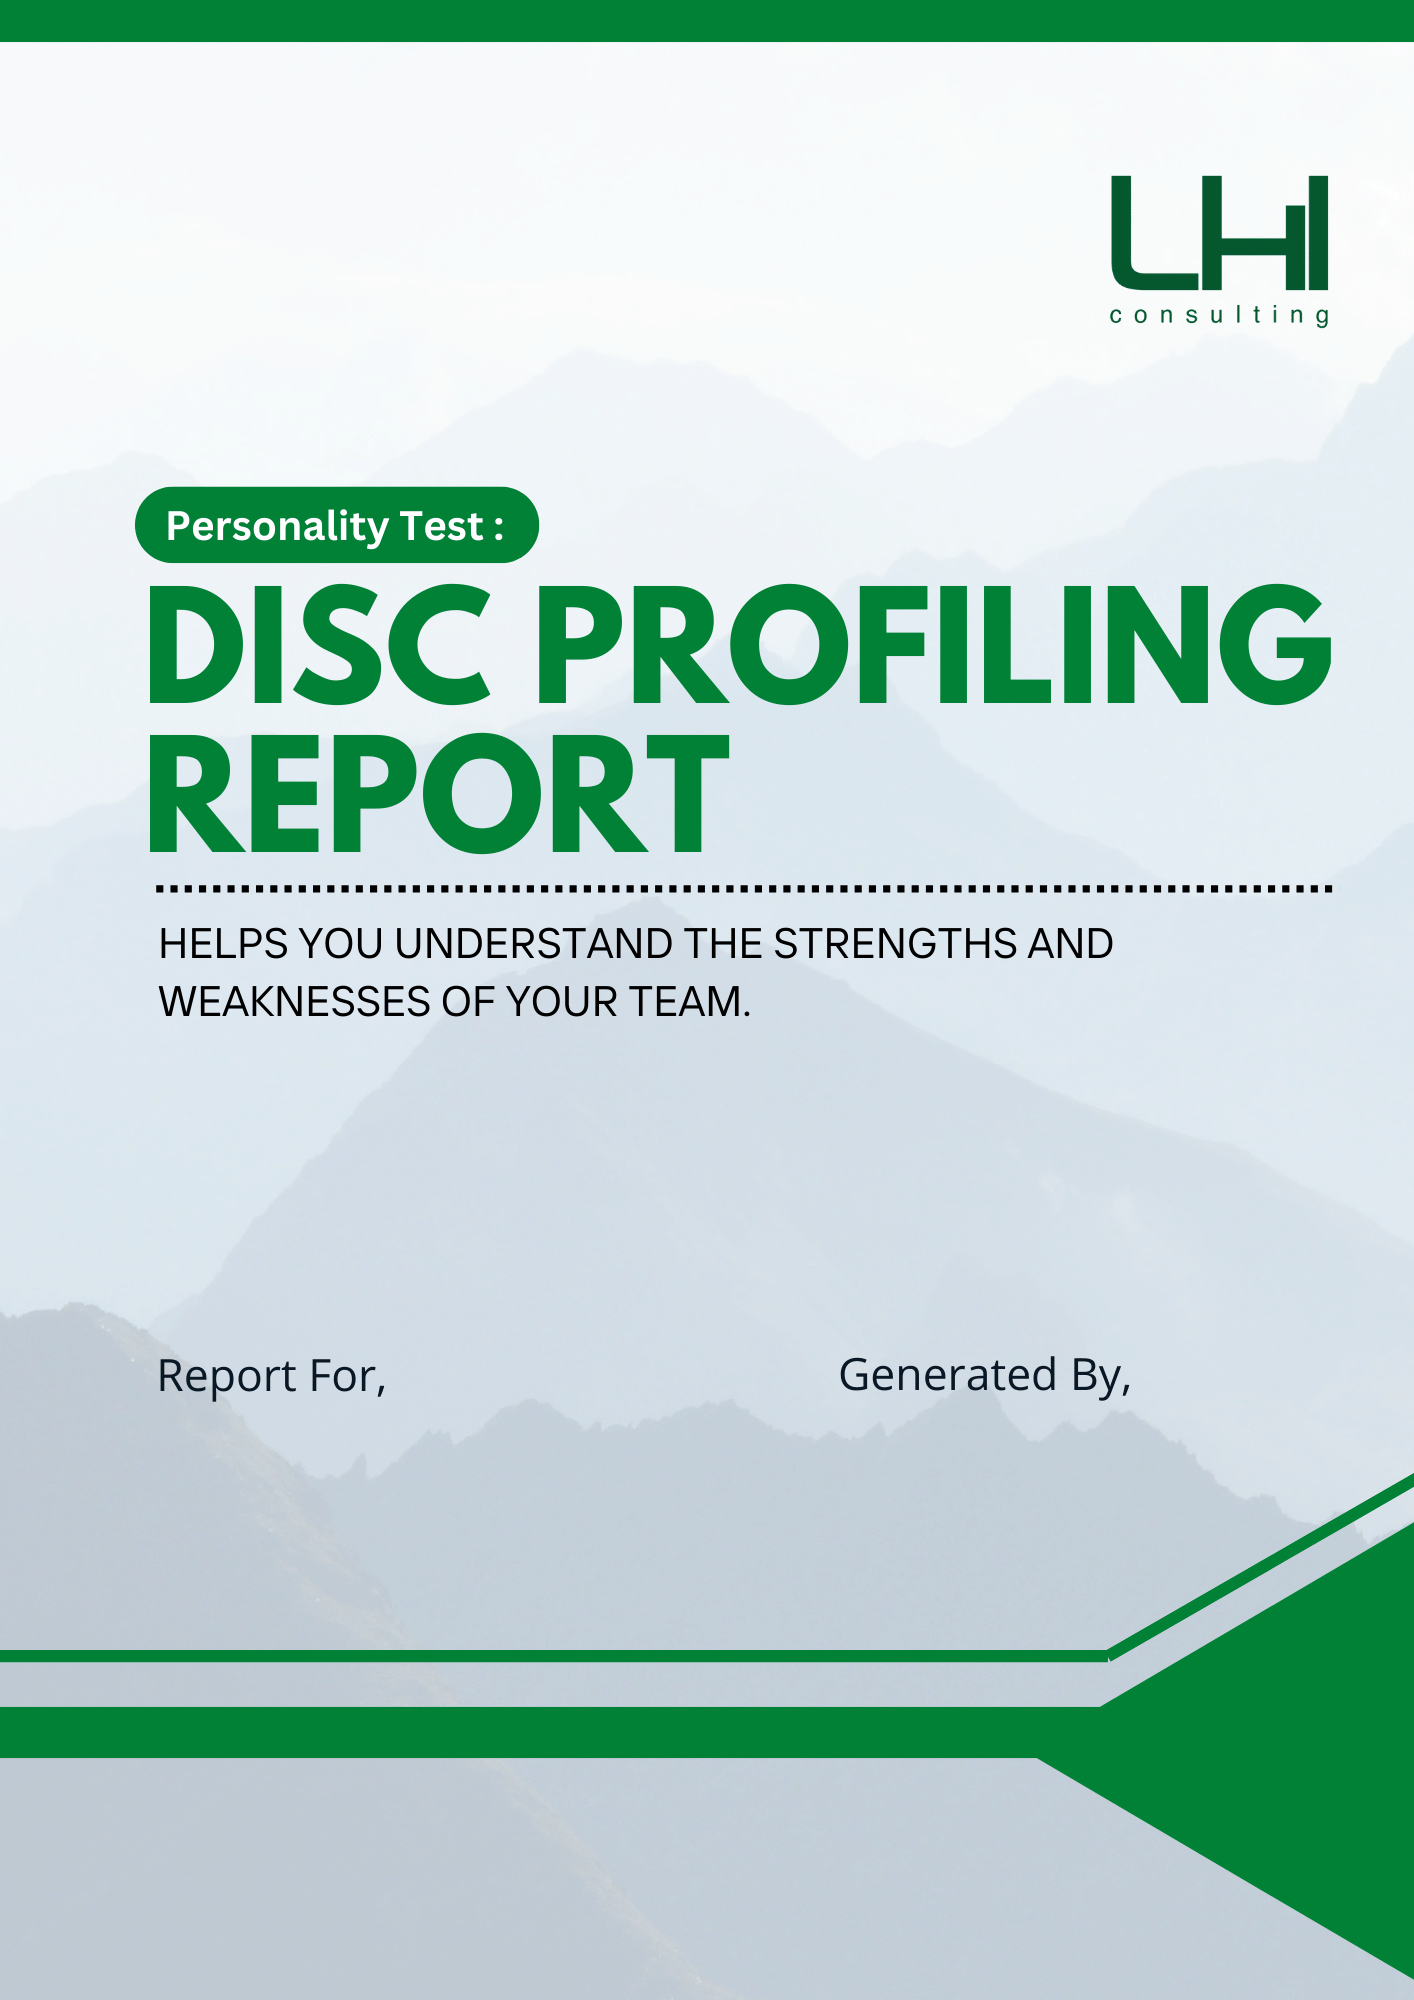 LHI
consulting
Personality Test :
DISC PROFILING
REPORT
HELPS YOU UNDERSTAND THE STRENGTHS AND
WEAKNESSES OF YOUR TEAM.
Report For,
Generated By,